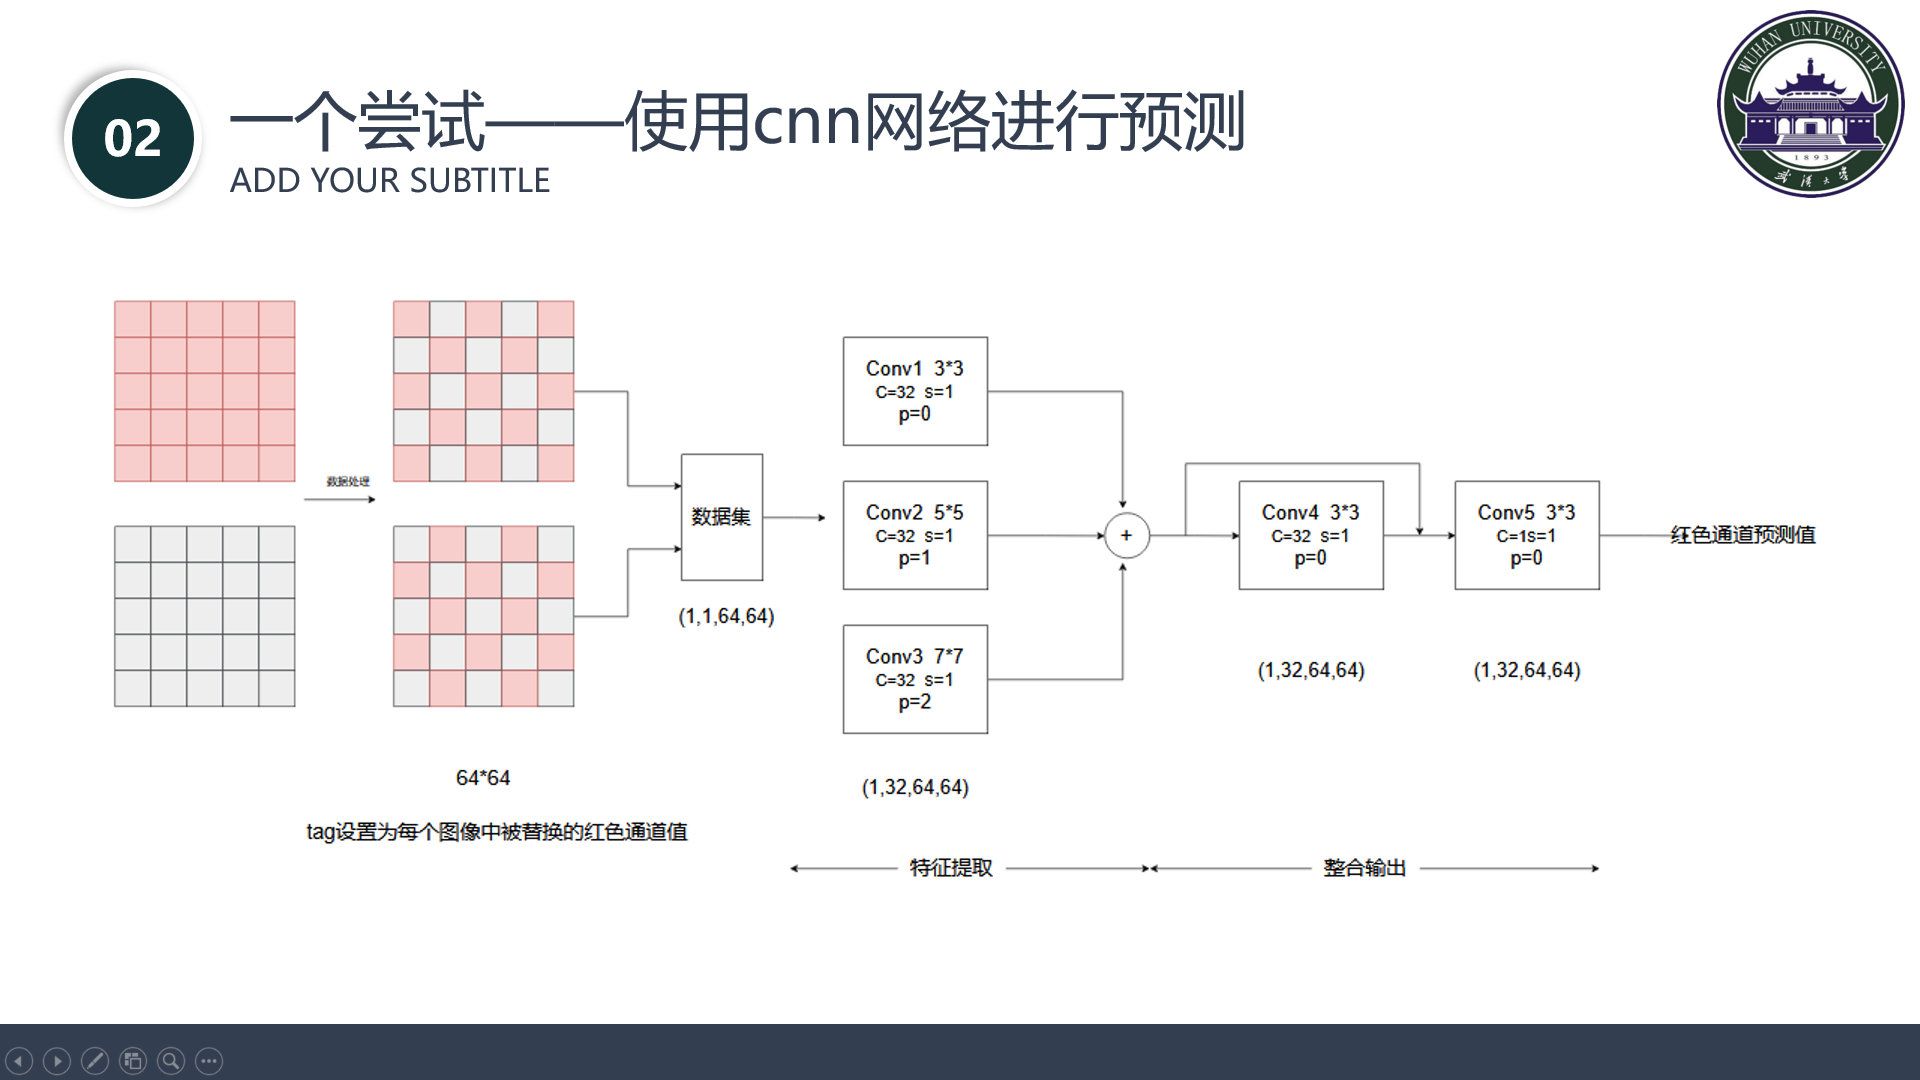 02
一个尝试——使用cnn网络进行预测
ADD YOUR SUBTITLE
WUHAN UNIVERSITY
1893
武汉大学
数据处理
数据集
(1,1,64,64)
64*64
tag设置为每个图像中被替换的红色通道值
Conv1 3*3
C=32 s=1
p=0
Conv2 5*5
C=32 s=1
p=1
Conv3 7*7
C=32 s=1
p=2
(1,32,64,64)
+
Conv4 3*3
C=32 s=1
p=0
(1,32,64,64)
Conv5 3*3
C=1s=1
p=0
(1,32,64,64)
红色通道预测值
特征提取
整合输出